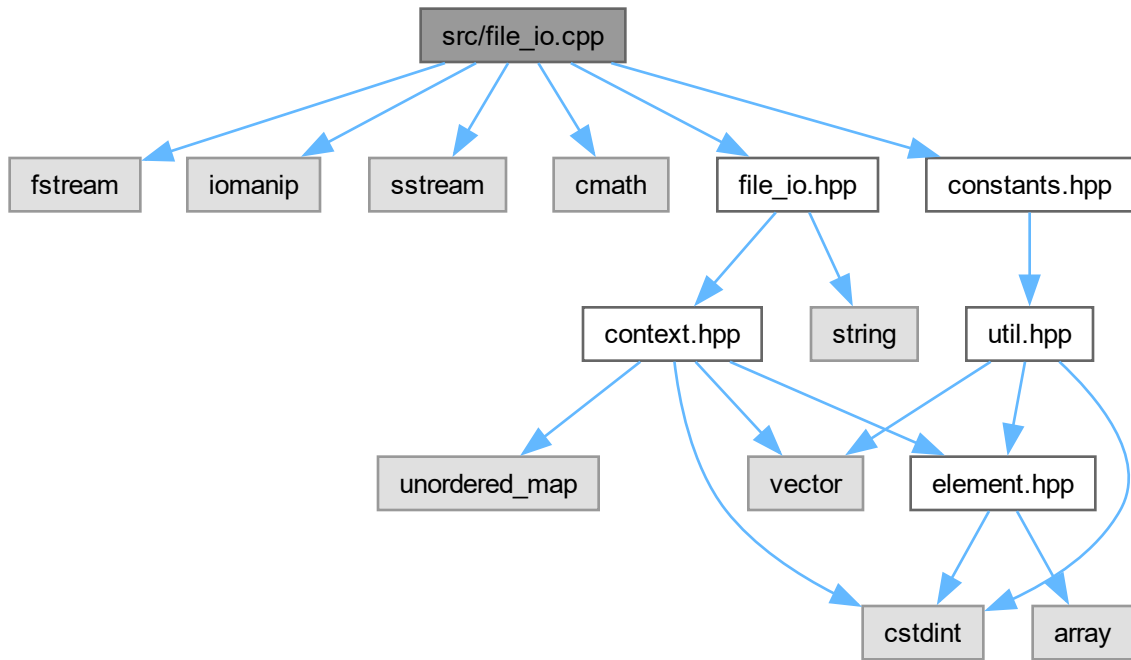 src/file_io.cpp
fstream
iomanip
sstream
cmath
file_io.hpp
constants.hpp
context.hpp
string
util.hpp
unordered_map
vector
element.hpp
cstdint
array